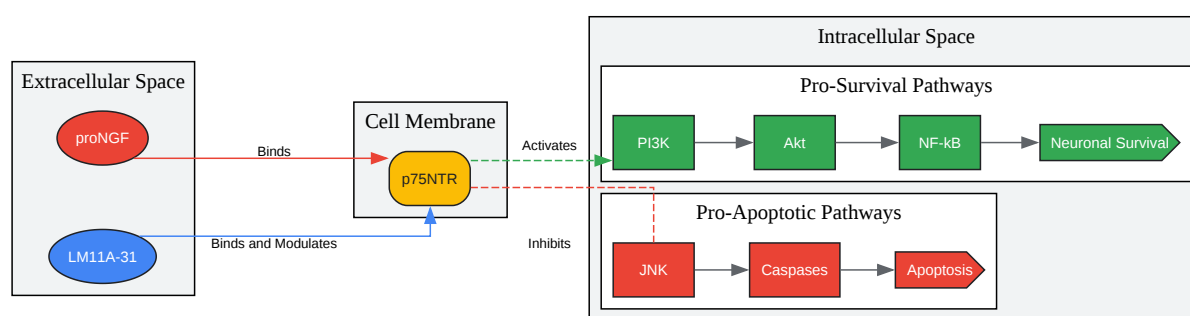 Intracellular Space
Extracellular Space
Pro-Survival Pathways
Cell Membrane
proNGF
Binds
Activates
PI3K
Akt
NF-kB
Neuronal Survival
p75NTR
Pro-Apoptotic Pathways
LM11A-31
Binds and Modulates
Inhibits
JNK
Caspases
Apoptosis